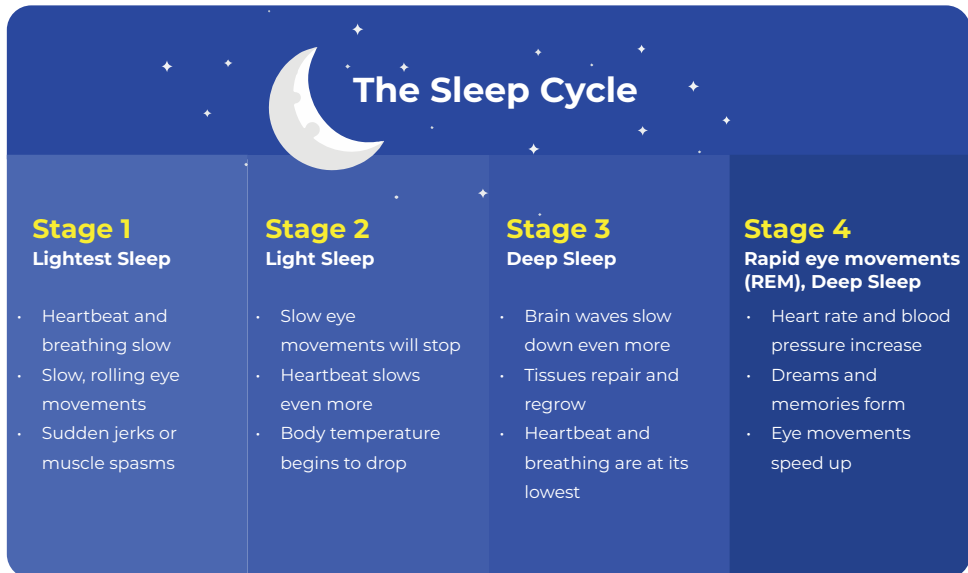 The Sleep Cycle
Stage 1
Lightest Sleep
• Heartbeat and
breathing slow
• Slow, rolling eye
movements
• Sudden jerks or
muscle spasms
Stage 2
Light Sleep
• Slow eye
movements will stop
• Heartbeat slows
even more
• Body temperature
begins to drop
Stage 3
Deep Sleep
• Brain waves slow
down even more
• Tissues repair and
regrow
• Heartbeat and
breathing are at its
lowest
Stage 4
Rapid eye movements
(REM), Deep Sleep
• Heart rate and blood
pressure increase
• Dreams and
memories form
• Eye movements
speed up